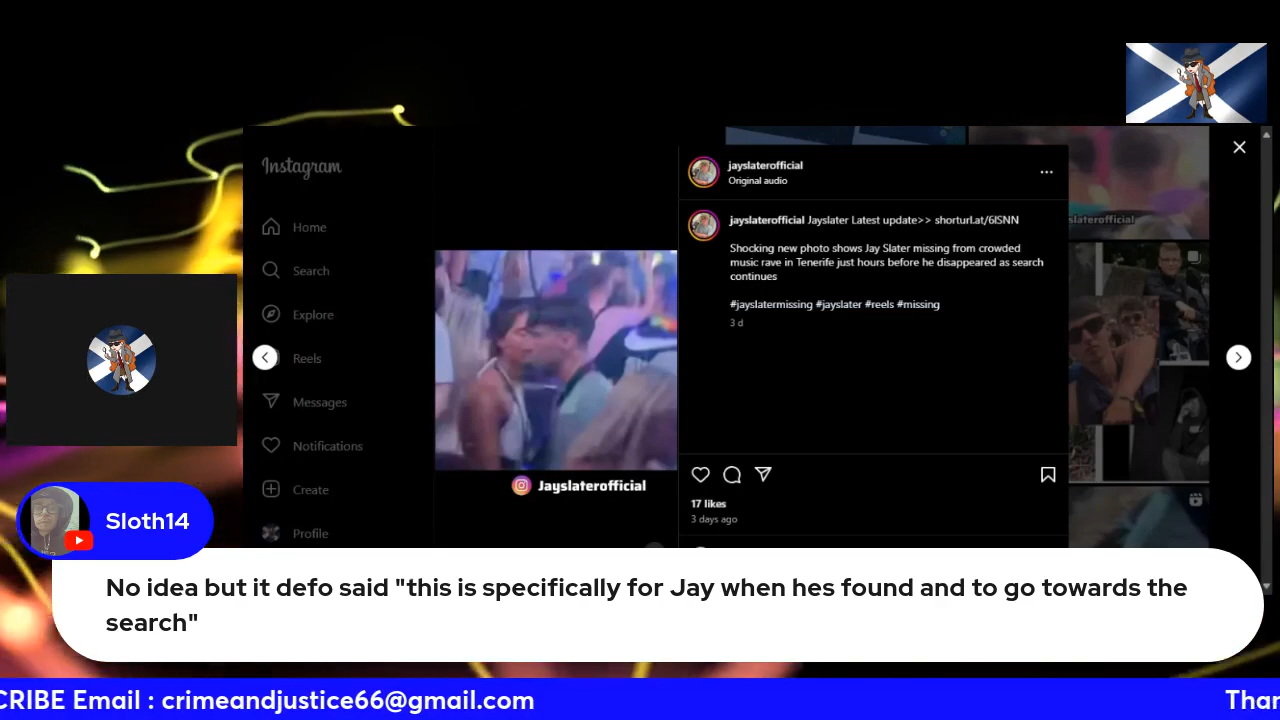 Instagram
Home
Search
Explore
Reels
Messages
Notifications
Create
Profile
Jayslaterofficial
jayslaterofficial
Original audio
jayslaterofficial Jayslater Latest update>> shorturl.at/6lSNN
Shocking new photo shows Jay Slater missing from crowded
music rave in Tenerife just hours before he disappeared as search
continues
#jayslatermissing #jayslater #reels #missing
3 d
17 likes
3 days ago
slaterofficial
Sloth14
No idea but it defo said "this is specifically for Jay when hes found and to go towards the
search"
CRIBE Email : crimeandjustice66@gmail.com
Than